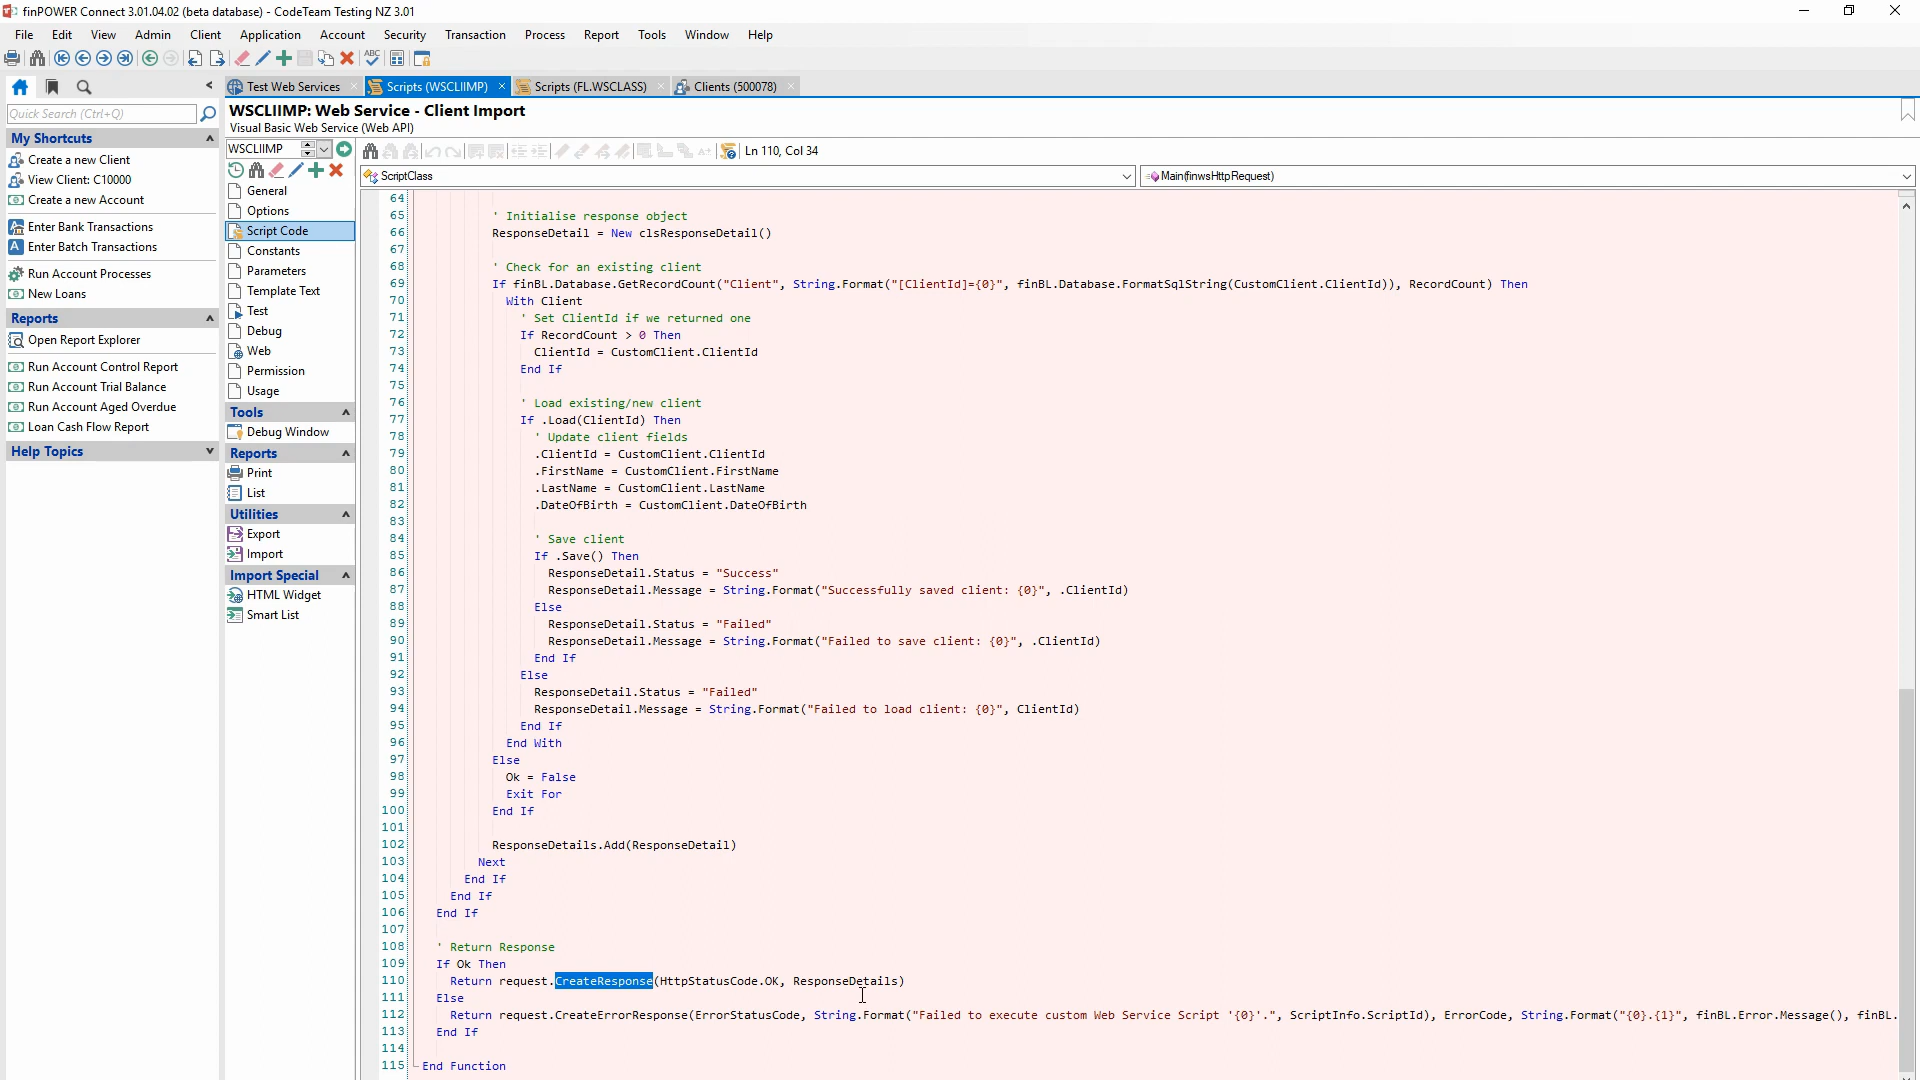 finPOWER Connect 3.01.04.02 (beta database) - CodeTeam Testing NZ 3.01
File Edit View Admin Client Application Account Security Transaction Process Report Tools Window Help
Test Web Services
Scripts (WSCLIIMP)
Scripts (FL.WSCLASS)
Clients (500078)
Quick Search (Ctrl+Q)
My Shortcuts
Create a new Client
View Client: C10000
Create a new Account
Enter Bank Transactions
Enter Batch Transactions
Run Account Processes
New Loans
Reports
Open Report Explorer
Run Account Control Report
Run Account Trial Balance
Run Account Aged Overdue
Loan Cash Flow Report
Help Topics
WSCLIIMP: Web Service - Client Import
Visual Basic Web Service (Web API)
WSCLIIMP
General
Options
Script Code
Constants
Parameters
Template Text
Test
Debug
Web
Permission
Usage
Tools
Debug Window
Reports
Print
List
Utilities
Export
Import
Import Special
HTML Widget
Smart List
Ln 110, Col 34
ScriptClass
Main(finwsHttpRequest)
64
65 ' Initialise response object
66 ResponseDetail = New clsResponseDetail()
67
68 ' Check for an existing client
69 If finBL.Database.GetRecordCount("Client", String.Format("[ClientId]={0}", finBL.Database.FormatSqlString(CustomClient.ClientId)), RecordCount) Then
70 With Client
71 ' Set ClientId if we returned one
72 If RecordCount > 0 Then
73 ClientId = CustomClient.ClientId
74 End If
75
76 ' Load existing/new client
77 If .Load(ClientId) Then
78 ' Update client fields
79 .ClientId = CustomClient.ClientId
80 .FirstName = CustomClient.FirstName
81 .LastName = CustomClient.LastName
82 .DateOfBirth = CustomClient.DateOfBirth
83
84 ' Save client
85 If .Save() Then
86 ResponseDetail.Status = "Success"
87 ResponseDetail.Message = String.Format("Successfully saved client: {0}", .ClientId)
88 Else
89 ResponseDetail.Status = "Failed"
90 ResponseDetail.Message = String.Format("Failed to save client: {0}", .ClientId)
91 End If
92 Else
93 ResponseDetail.Status = "Failed"
94 ResponseDetail.Message = String.Format("Failed to load client: {0}", ClientId)
95 End If
96 End With
97 Else
98 Ok = False
99 Exit For
100 End If
101
102 ResponseDetails.Add(ResponseDetail)
103 Next
104 End If
105 End If
106 End If
107
108 ' Return Response
109 If Ok Then
110 Return request.CreateResponse(HttpStatusCode.OK, ResponseDetails)
111 Else
112 Return request.CreateErrorResponse(ErrorStatusCode, String.Format("Failed to execute custom Web Service Script '{0}'.", ScriptInfo.ScriptId), ErrorCode, String.Format("{0}.{1}", finBL.Error.Message(), finBL.
113 End If
114
115 End Function